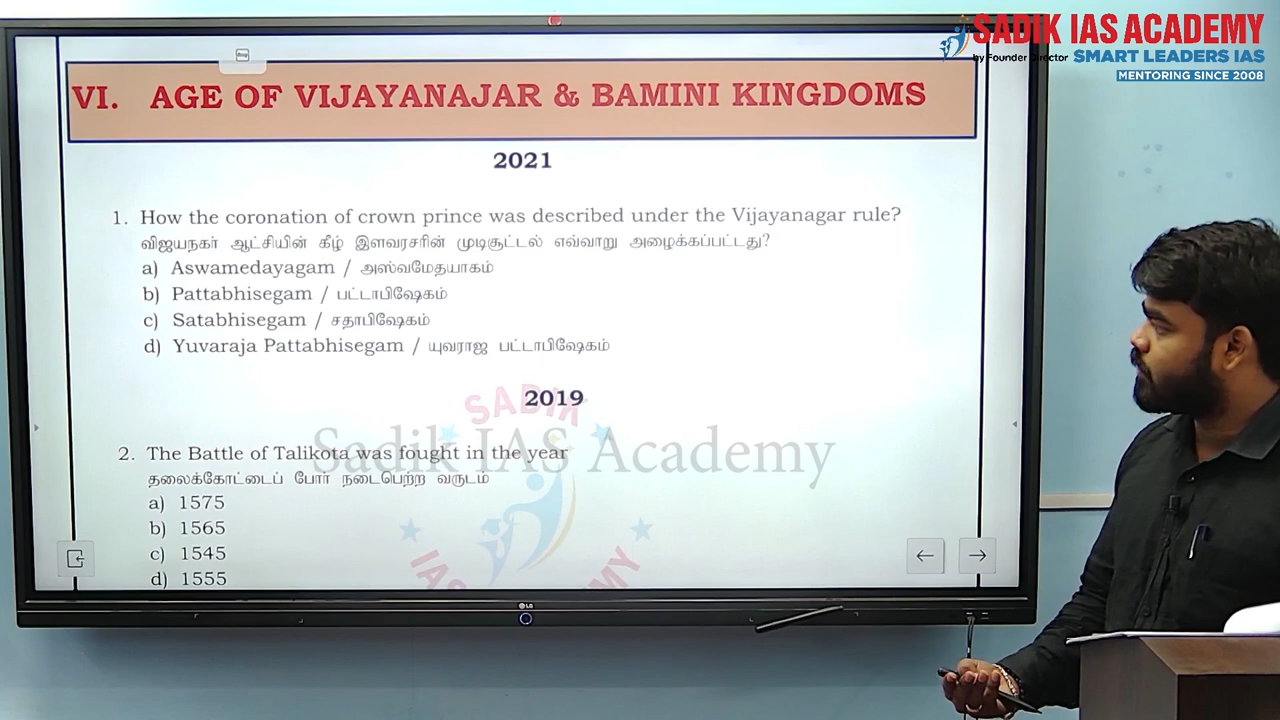 SADIK IAS ACADEMY
by Founder Director SMART LEADERS IAS
MENTORING SINCE 2008
VI. AGE OF VIJAYANAJAR & BAMINI KINGDOMS
2021
1. How the coronation of crown prince was described under the Vijayanagar rule?
விஜயநகர் ஆட்சியின் கீழ் இளவரசரின் முடிசூட்டல் எவ்வாறு அழைக்கப்பட்டது?
a) Aswamedayagam / அஸ்வமேதயாகம்
b) Pattabhisegam / பட்டாபிஷேகம்
c) Satabhisegam / சதாபிஷேகம்
d) Yuvaraja Pattabhisegam / யுவராஜ பட்டாபிஷேகம்
2019
SADIK
Sadik IAS Academy
2. The Battle of Talikota was fought in the year
தலைக்கோட்டைப் போர் நடைபெற்ற வருடம்
a) 1575
b) 1565
c) 1545
d) 1555
LG